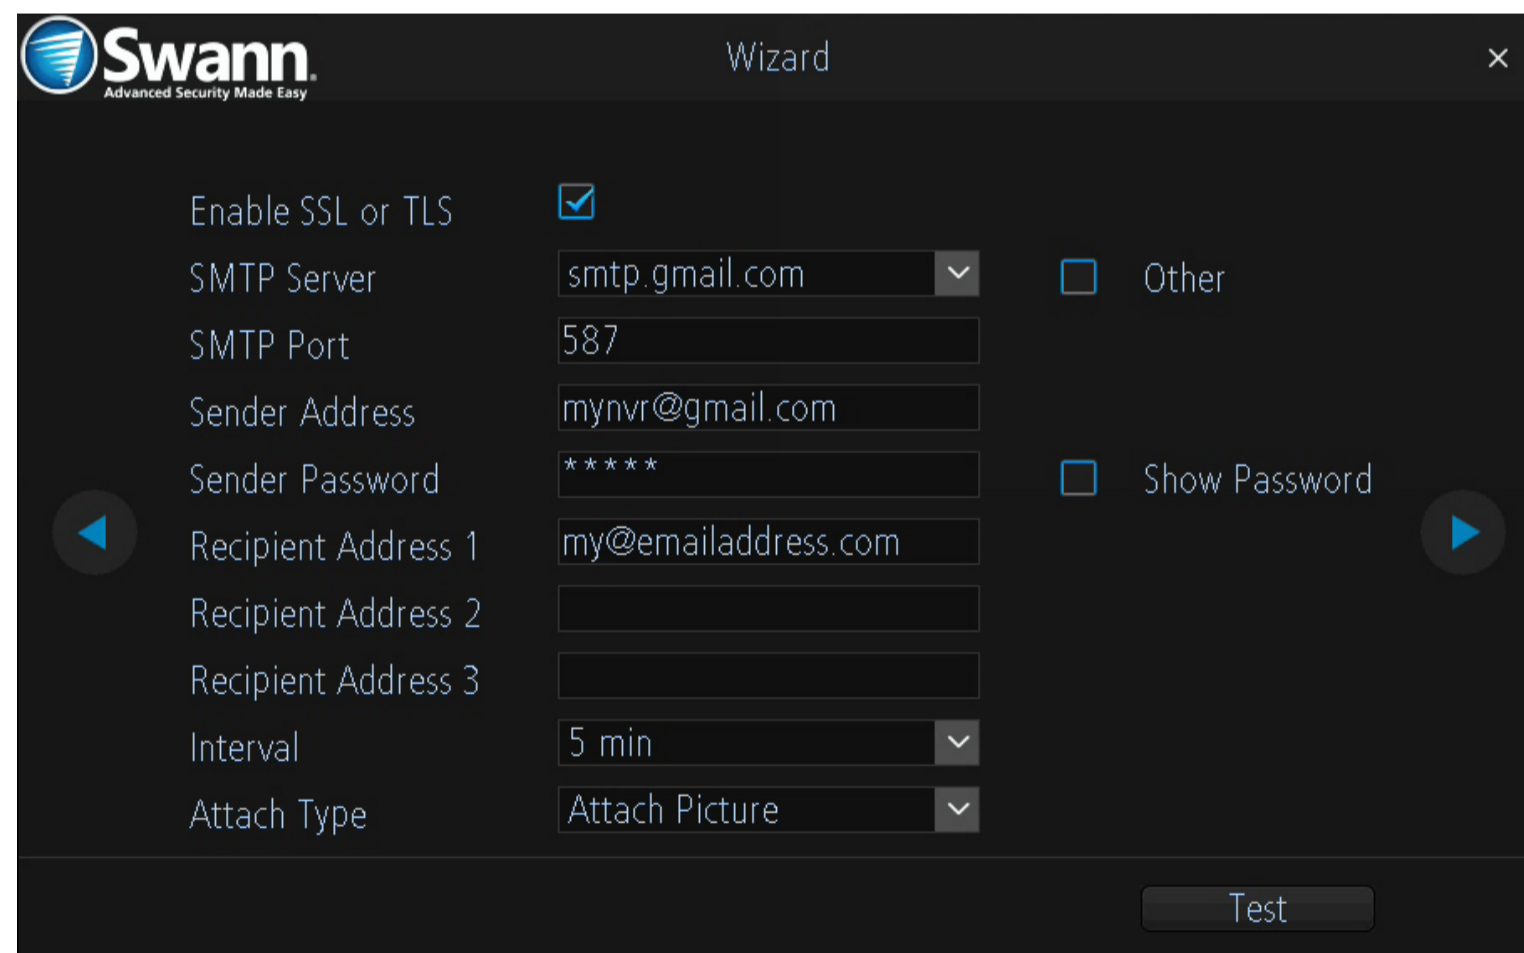 Swann.
Advanced Security Made Easy
Wizard
Enable SSL or TLS
SMTP Server smtp.gmail.com Other
SMTP Port 587
Sender Address mynvr@gmail.com
Sender Password ***** Show Password
Recipient Address 1 my@emailaddress.com
Recipient Address 2
Recipient Address 3
Interval 5 min
Attach Type Attach Picture
Test